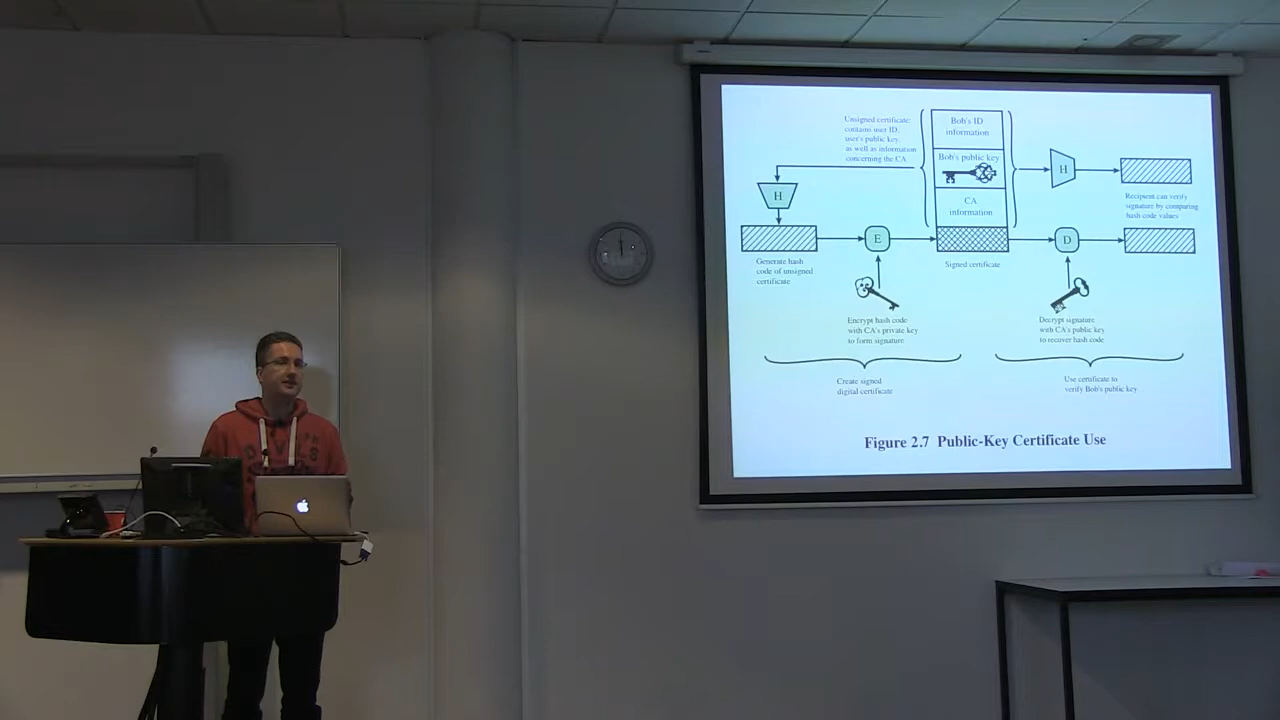 Unsigned certificate:
contains user ID,
user's public key,
as well as information
concerning the CA
Bob's ID
information
Bob's public key
CA
information
H
H
Recipient can verify
signature by comparing
hash code values
E
D
Generate hash
code of unsigned
certificate
Signed certificate
Encrypt hash code
with CA's private key
to form signature
Decrypt signature
with CA's public key
to recover hash code
Create signed
digital certificate
Use certificate to
verify Bob's public key
Figure 2.7 Public-Key Certificate Use